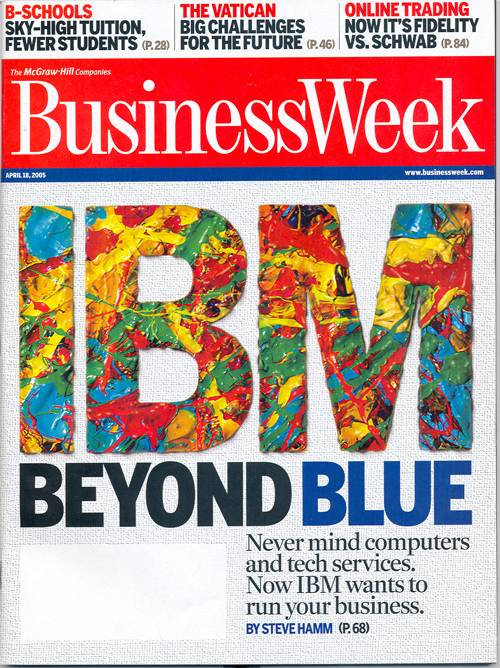 B-SCHOOLS
SKY-HIGH TUITION,
FEWER STUDENTS (P.28)
THE VATICAN
BIG CHALLENGES
FOR THE FUTURE (P.46)
ONLINE TRADING
NOW IT'S FIDELITY
VS. SCHWAB (P.84)
The McGraw-Hill Companies
BusinessWeek
APRIL 18, 2005
www.businessweek.com
IBM
BEYOND BLUE
Never mind computers
and tech services.
Now IBM wants to
run your business.
BY STEVE HAMM (P. 68)